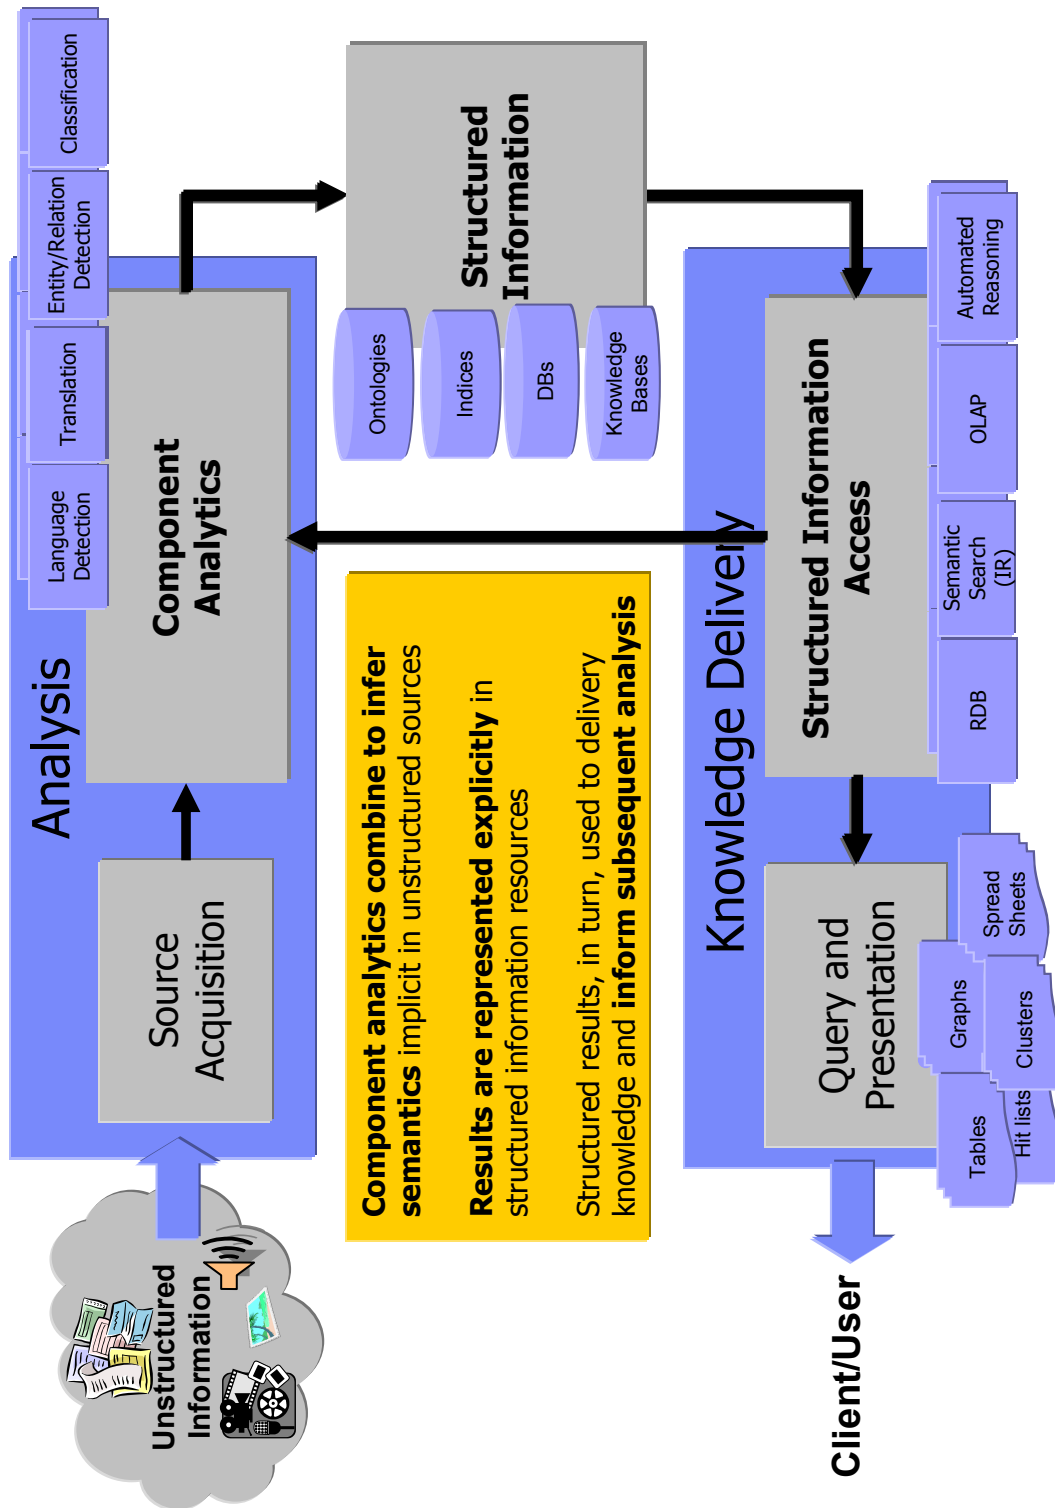 Analysis
Language
Detection
Translation
Entity/Relation
Detection
Classification
Unstructured
Information
Source
Acquisition
Component
Analytics
Component analytics combine to infer
semantics implicit in unstructured sources
Results are represented explicitly in
structured information resources
Structured results, in turn, used to delivery
knowledge and inform subsequent analysis
Ontologies
Indices
DBs
Knowledge
Bases
Structured
Information
Knowledge Delivery
Client/User
Query and
Presentation
Structured Information
Access
Tables
Hit lists
Graphs
Clusters
Spread
Sheets
RDB
Semantic
Search
(IR)
OLAP
Automated
Reasoning